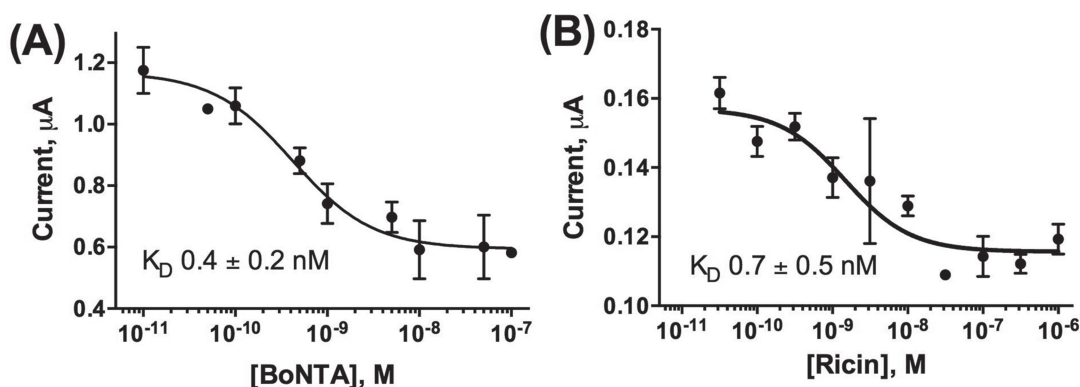 (A)
Current, μA
1.2
1.0
0.8
0.6
0.4
K_D 0.4 ± 0.2 nM
10⁻¹¹ 10⁻¹⁰ 10⁻⁹ 10⁻⁸ 10⁻⁷
[BoNTA], M
(B)
Current, μA
0.18
0.16
0.14
0.12
0.10
K_D 0.7 ± 0.5 nM
10⁻¹¹ 10⁻¹⁰ 10⁻⁹ 10⁻⁸ 10⁻⁷ 10⁻⁶
[Ricin], M